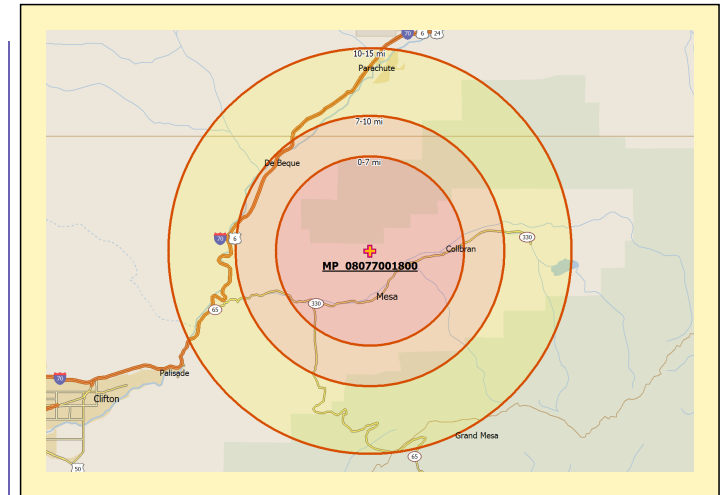 70 6 24
10-15 mi
Parachute
7-10 mi
De Beque
0-7 mi
70 6
330
Collbran
MP 08077001800
Mesa
330
65
Palisade
70
Clifton
Grand Mesa
65
50